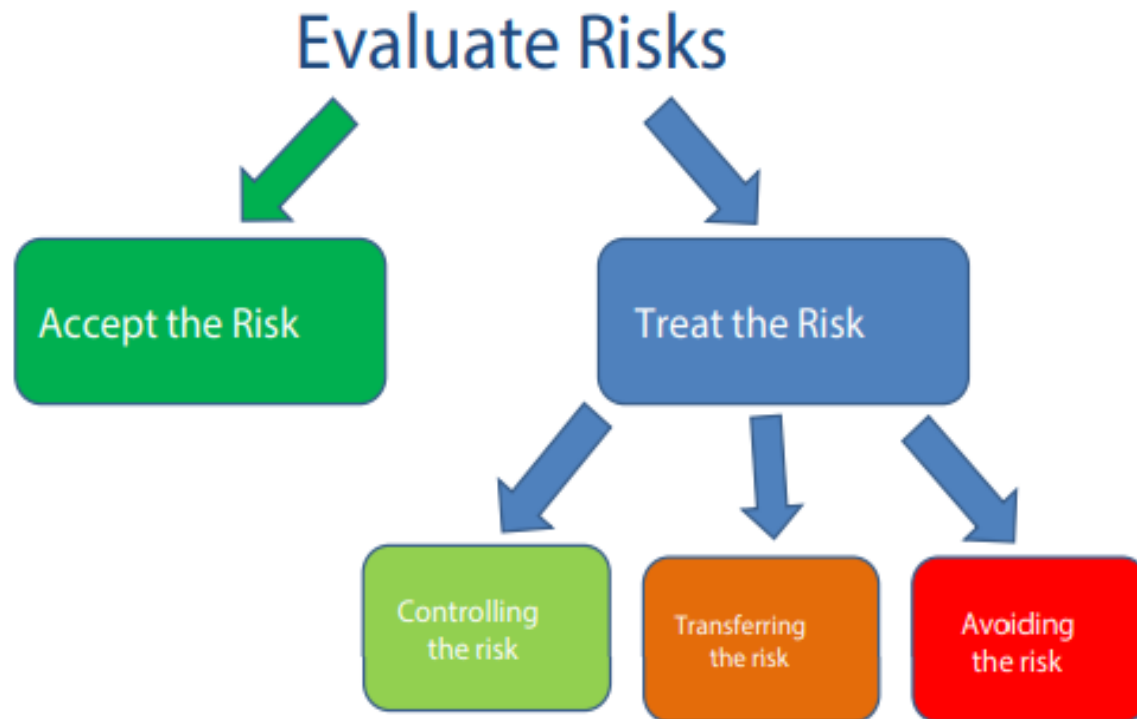 Evaluate Risks
Accept the Risk
Treat the Risk
Controlling
the risk
Transferring
the risk
Avoiding
the risk